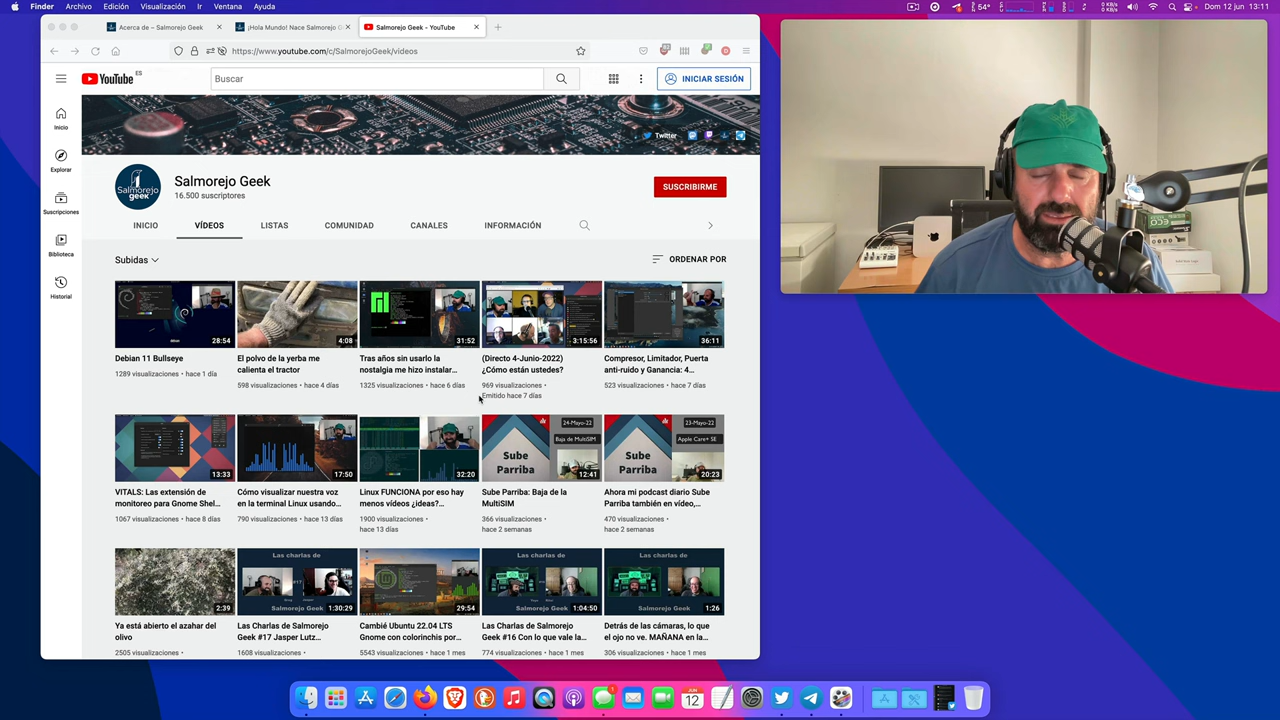 Finder Archivo Edición Visualización Ir Ventana Ayuda
Dom 12 jun 13:11
Acerca de – Salmorejo Geek
¡Hola Mundo! Nace Salmorejo G
Salmorejo Geek - YouTube
https://www.youtube.com/c/SalmorejoGeek/videos
YouTube ES
Buscar
INICIAR SESIÓN
Inicio
Explorar
Suscripciones
Biblioteca
Historial
Twitter
Salmorejo geek
Salmorejo Geek
16.500 suscriptores
SUSCRIBIRME
INICIO VÍDEOS LISTAS COMUNIDAD CANALES INFORMACIÓN
Subidas
ORDENAR POR
28:54
Debian 11 Bullseye
1289 visualizaciones • hace 1 día
4:08
El polvo de la yerba me
calienta el tractor
598 visualizaciones • hace 4 días
31:52
Tras años sin usarlo la
nostalgia me hizo instalar...
1325 visualizaciones • hace 6 días
3:15:56
(Directo 4-Junio-2022)
¿Cómo están ustedes?
969 visualizaciones •
Emitido hace 7 días
36:11
Compresor, Limitador, Puerta
anti-ruido y Ganancia: 4...
523 visualizaciones • hace 7 días
13:33
VITALS: Las extensión de
monitoreo para Gnome Shel...
1067 visualizaciones • hace 8 días
17:50
Cómo visualizar nuestra voz
en la terminal Linux usando...
790 visualizaciones • hace 13 días
32:20
Linux FUNCIONA por eso hay
menos vídeos ¿ideas?...
1900 visualizaciones •
hace 13 días
24-Mayo-22
Baja de MultiSIM
Sube
Parriba
12:41
Sube Parriba: Baja de la
MultiSIM
366 visualizaciones •
hace 2 semanas
23-Mayo-22
Apple Care+ SE
Sube
Parriba
20:23
Ahora mi podcast diario Sube
Parriba también en vídeo,...
470 visualizaciones •
hace 2 semanas
2:39
Ya está abierto el azahar del
olivo
2505 visualizaciones •
Las charlas de
#17
Salmorejo Geek
1:30:29
Las Charlas de Salmorejo
Geek #17 Jasper Lutz...
1608 visualizaciones •
29:54
Cambié Ubuntu 22.04 LTS
Gnome con colorinchis por...
5543 visualizaciones • hace 1 mes
Las charlas de
Salmorejo Geek
1:04:50
Las Charlas de Salmorejo
Geek #16 Con lo que vale la...
774 visualizaciones • hace 1 mes
Las charlas de
Salmorejo Geek
1:26
Detrás de las cámaras, lo que
el ojo no ve. MAÑANA en la...
306 visualizaciones • hace 1 mes
JUN
12